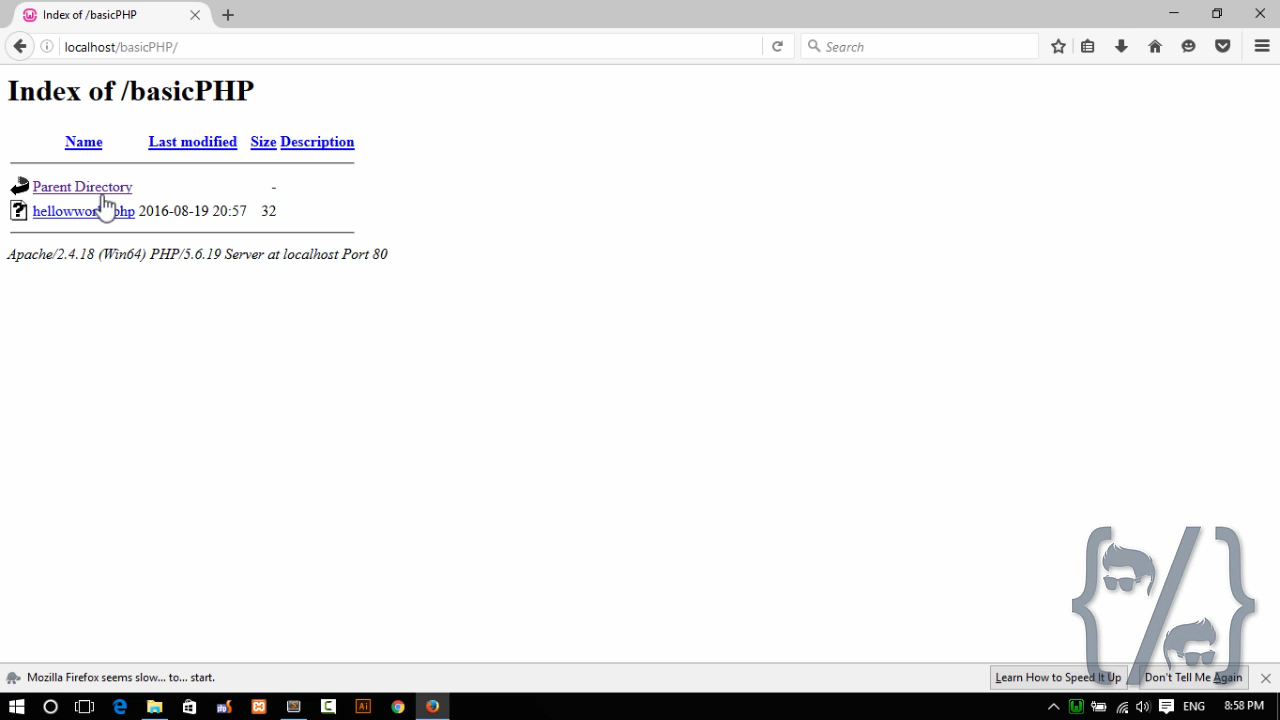 Index of /basicPHP
localhost/basicPHP/
Search
Index of /basicPHP
Name Last modified Size Description
Parent Directory -
2016-08-19 20:57 32
Apache/2.4.18 (Win64) PHP/5.6.19 Server at localhost Port 80
Mozilla Firefox seems slow... to... start. Learn How to Speed It Up Don't Tell Me Again
ENG 8:58 PM